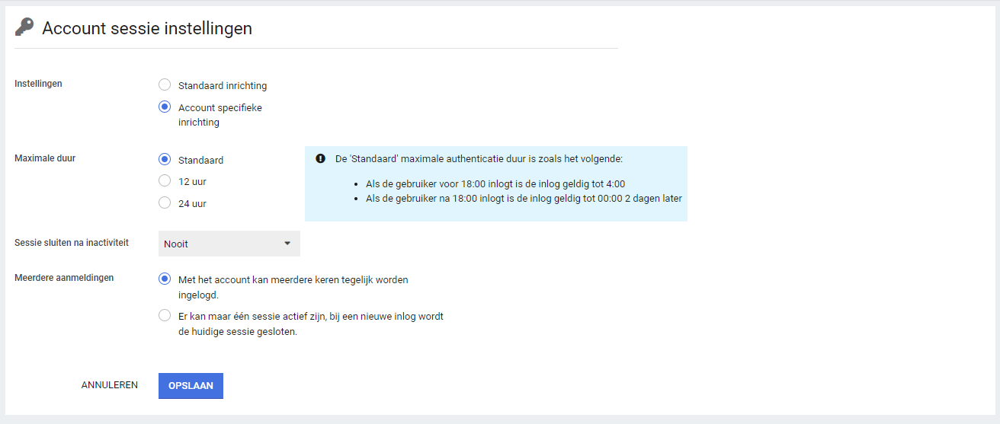 Account sessie instellingen
Instellingen
Standaard inrichting
Account specifieke
inrichting
Maximale duur
Standaard
12 uur
24 uur
De 'Standaard' maximale authenticatie duur is zoals het volgende:
Als de gebruiker voor 18:00 inlogt is de inlog geldig tot 4:00
Als de gebruiker na 18:00 inlogt is de inlog geldig tot 00:00 2 dagen later
Sessie sluiten na inactiviteit
Nooit
Meerdere aanmeldingen
Met het account kan meerdere keren tegelijk worden
ingelogd.
Er kan maar één sessie actief zijn, bij een nieuwe inlog wordt
de huidige sessie gesloten.
ANNULEREN
OPSLAAN